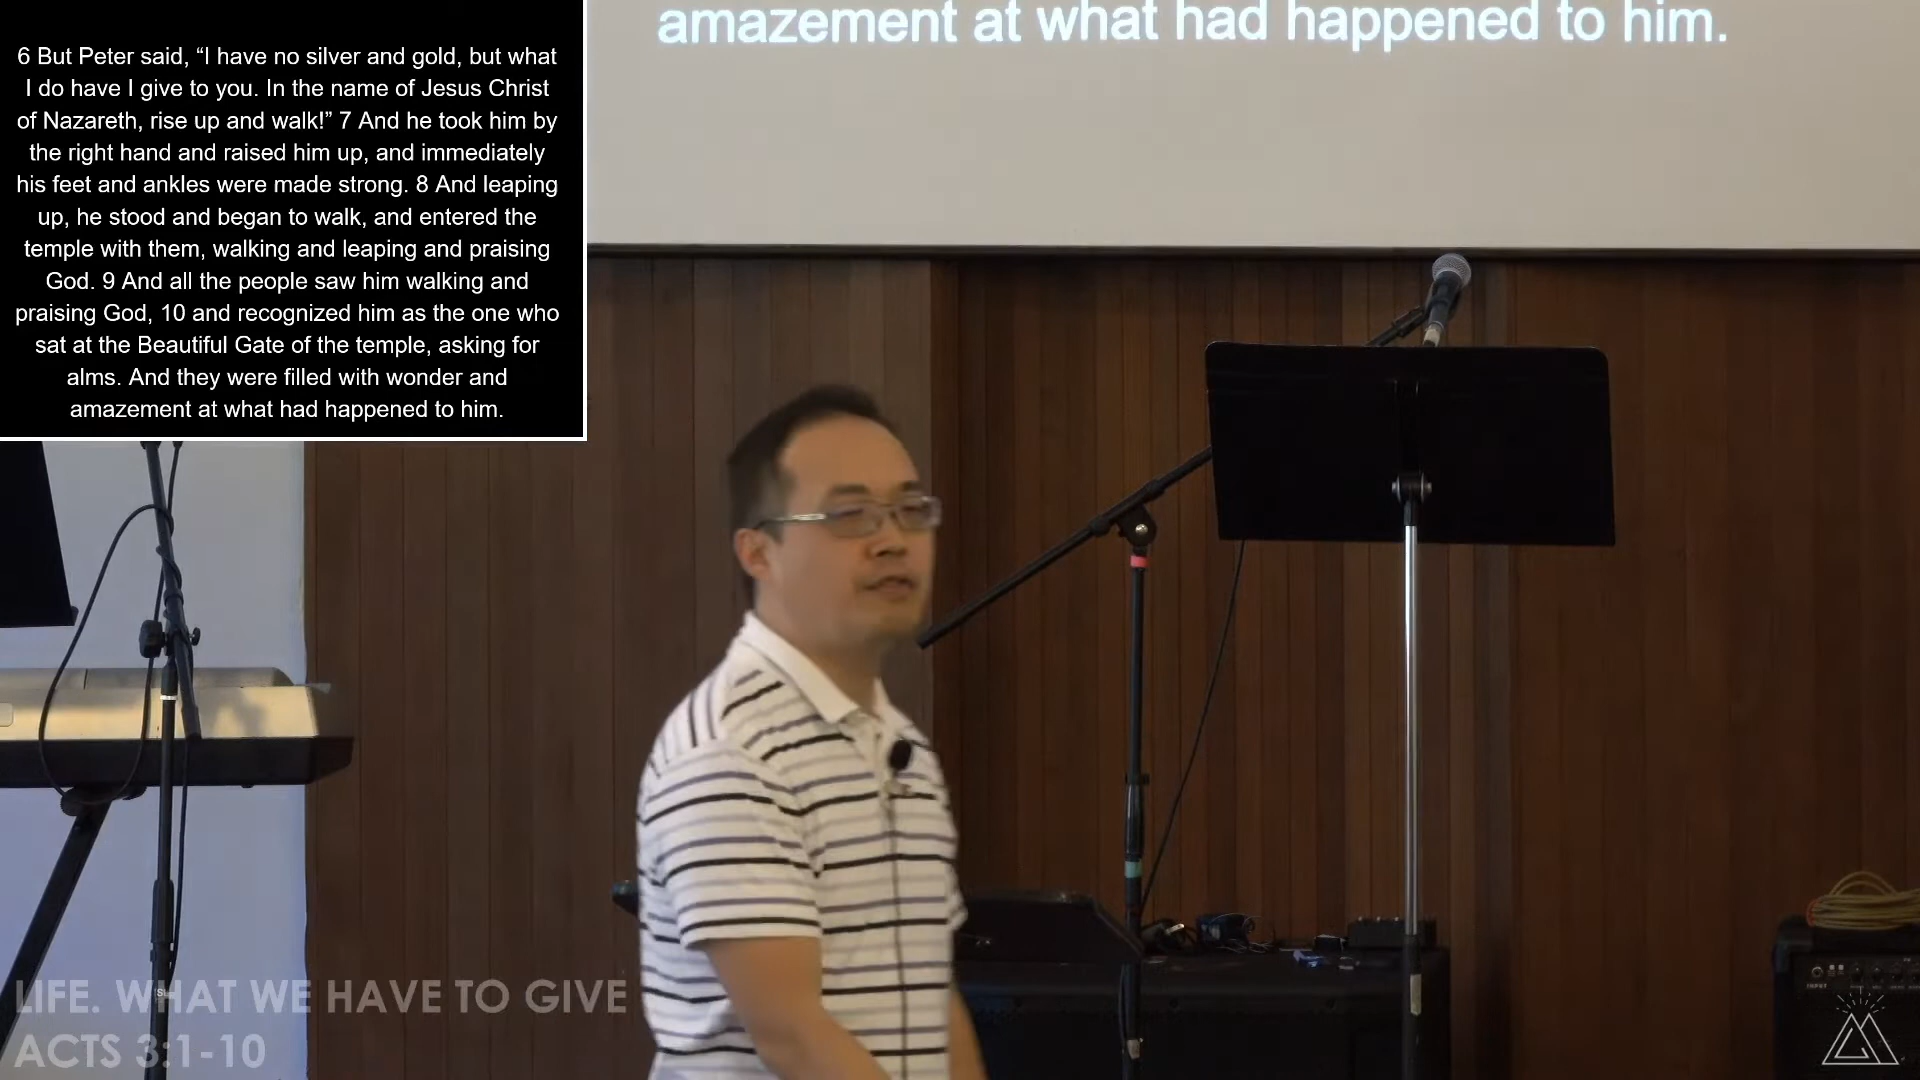 amazement at what had happened to him.
6 But Peter said, “I have no silver and gold, but what
I do have I give to you. In the name of Jesus Christ
of Nazareth, rise up and walk!” 7 And he took him by
the right hand and raised him up, and immediately
his feet and ankles were made strong. 8 And leaping
up, he stood and began to walk, and entered the
temple with them, walking and leaping and praising
God. 9 And all the people saw him walking and
praising God, 10 and recognized him as the one who
sat at the Beautiful Gate of the temple, asking for
alms. And they were filled with wonder and
amazement at what had happened to him.
LIFE. WHAT WE HAVE TO GIVE
ACTS 3:1-10
INPUT